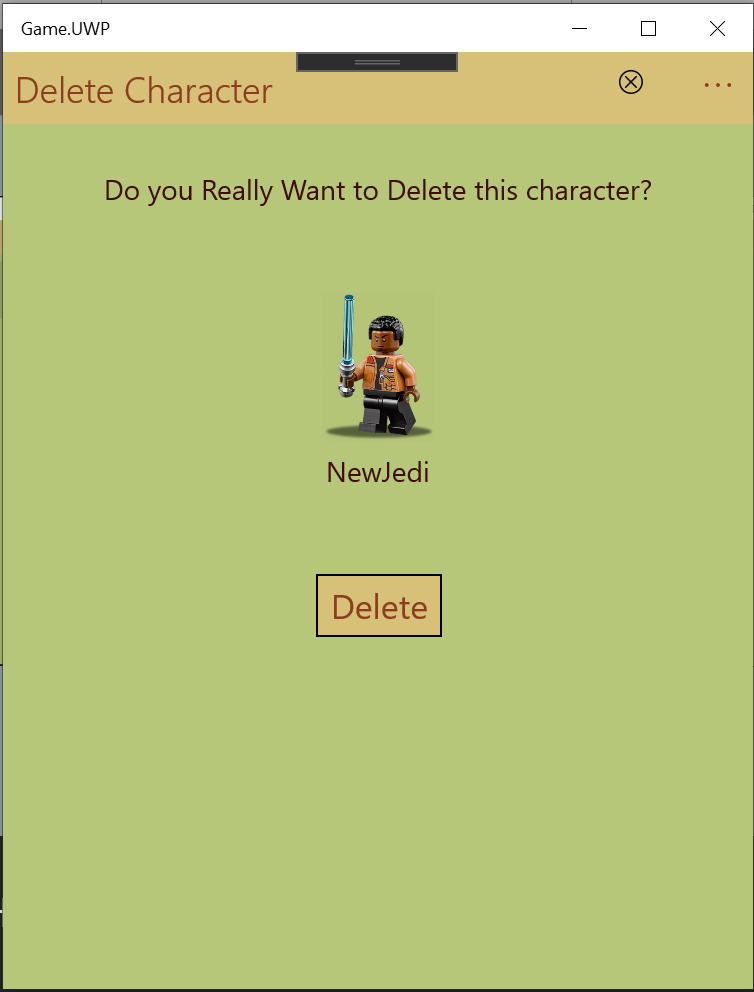 Game.UWP
Delete Character
Do you Really Want to Delete this character?
NewJedi
Delete